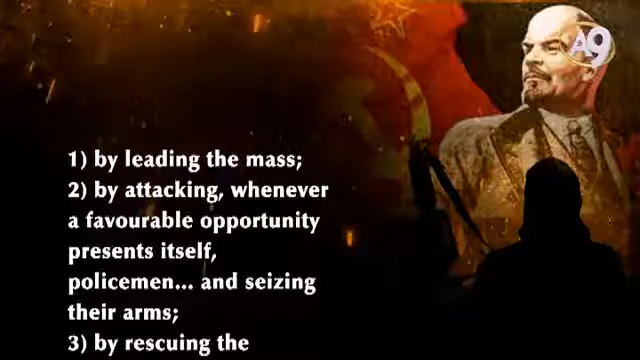 A9
1) by leading the mass;
2) by attacking, whenever
a favourable opportunity
presents itself,
policemen... and seizing
their arms;
3) by rescuing the